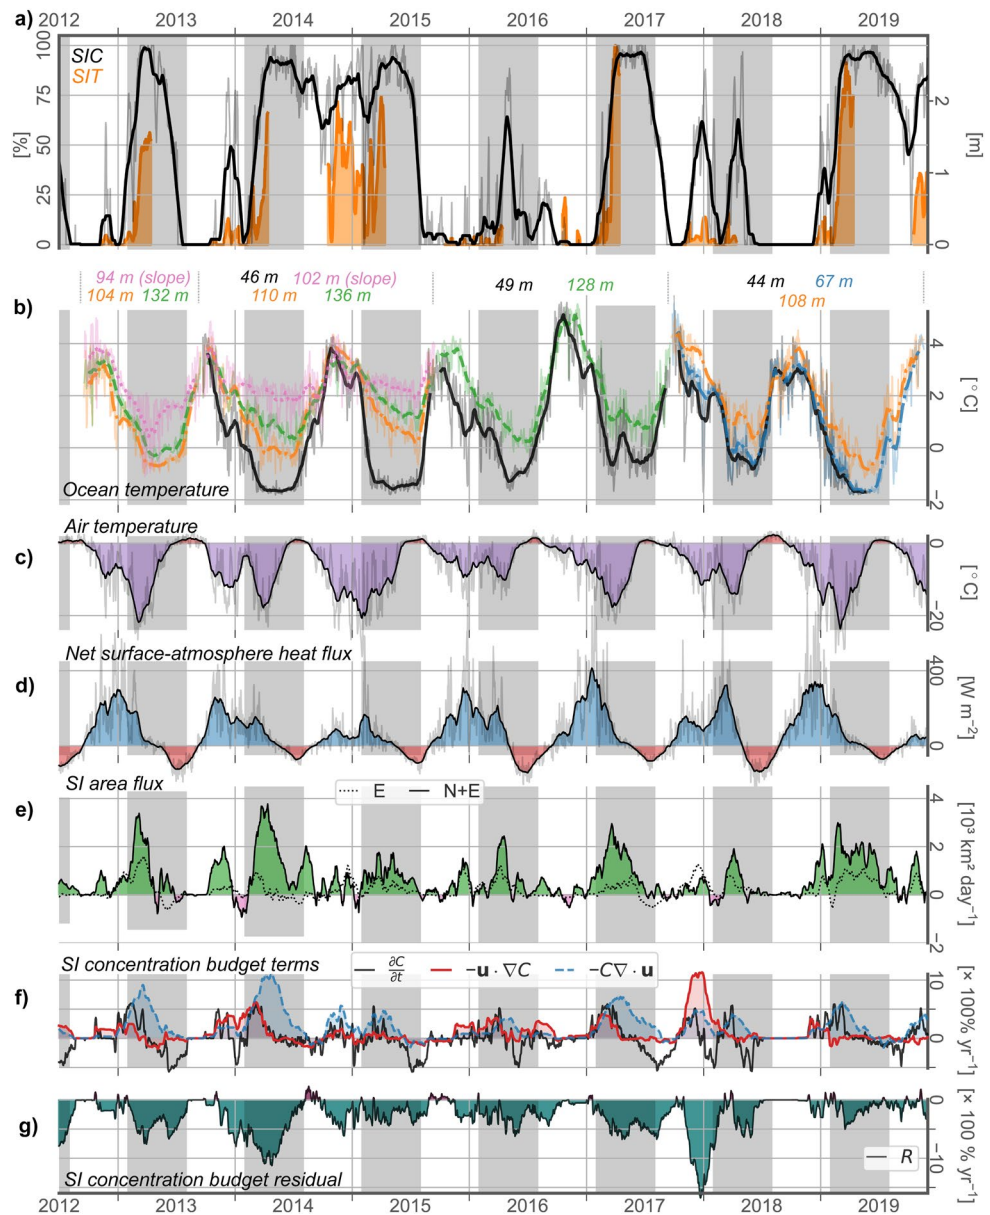 a) 2012 2013 2014 2015 2016 2017 2018 2019
100
75
50
25
0
[%]
SIC
SIT
2
1
0
[m]
94 m (slope) 46 m 102 m (slope) 49 m 128 m 44 m 67 m
104 m 132 m 110 m 136 m 108 m
b)
4
2
0
−2
[°C]
Ocean temperature
Air temperature
c)
0
−20
[°C]
Net surface-atmosphere heat flux
d)
400
0
[W m⁻²]
SI area flux
E N+E
e)
4
2
0
−2
[10³ km² day⁻¹]
SI concentration budget terms
∂C/∂t −u · ∇C −C∇ · u
f)
10
0
[× 100% yr⁻¹]
g)
0
−10
[× 100 % yr⁻¹]
R
SI concentration budget residual
2012 2013 2014 2015 2016 2017 2018 2019